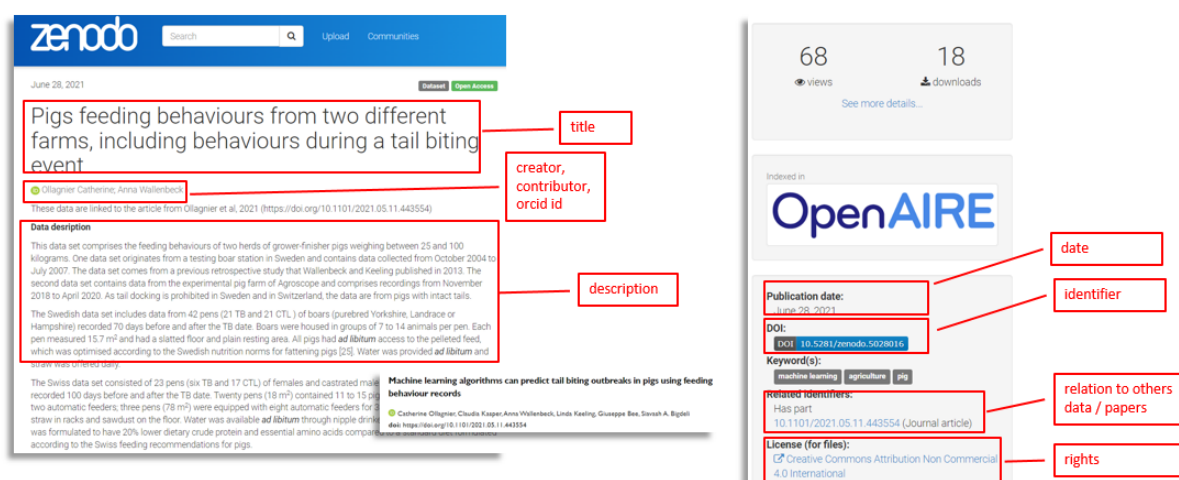 zenodo
Search
Upload Communities
June 28, 2021
Dataset Open Access
Pigs feeding behaviours from two different
farms, including behaviours during a tail biting
event
title
creator,
contributor,
orcid id
Ollagnier Catherine; Anna Wallenbeck
These data are linked to the article from Ollagnier et al, 2021 (https://doi.org/10.1101/2021.05.11.443554)
Data desription
This data set comprises the feeding behaviours of two herds of grower-finisher pigs weighing between 25 and 100
kilograms. One data set originates from a testing boar station in Sweden and contains data collected from October 2004 to
July 2007. The data set comes from a previous retrospective study that Wallenbeck and Keeling published in 2013. The
second data set contains data from the experimental pig farm of Agroscope and comprises recordings from November
2018 to April 2020. As tail docking is prohibited in Sweden and in Switzerland, the data are from pigs with intact tails.
description
The Swedish data set includes data from 42 pens (21 TB and 21 CTL ) of boars (purebred Yorkshire, Landrace or
Hampshire) recorded 70 days before and after the TB date. Boars were housed in groups of 7 to 14 animals per pen. Each
pen measured 15.7 m² and had a slatted floor and plain resting area. All pigs had ad libitum access to the pelleted feed,
which was optimised according to the Swedish nutrition norms for fattening pigs [25]. Water was provided ad libitum and
straw was offered daily.
The Swiss data set consisted of 23 pens (six TB and 17 CTL) of females and castrated
recorded 100 days before and after the TB date. Twenty pens (18 m²) contained 11 to 15
two automatic feeders; three pens (78 m²) were equipped with eight automatic feeders for
straw in racks and sawdust on the floor. Water was available ad libitum through nipple
was formulated to have 20% lower dietary crude protein and essential amino acids
according to the Swiss feeding recommendations for pigs.
Machine learning algorithms can predict tail biting outbreaks in pigs using feeding
behaviour records
Catherine Ollagnier, Claudia Kasper, Anna Wallenbeck, Linda Keeling, Giuseppe Bee, Siavash A. Bigdeli
doi: https://doi.org/10.1101/2021.05.11.443554
68 18
views downloads
See more details...
Indexed in
OpenAIRE
date
Publication date:
June 28, 2021
identifier
DOI:
DOI 10.5281/zenodo.5028016
Keyword(s):
machine learning agriculture pig
Related identifiers:
Has part
10.1101/2021.05.11.443554 (Journal article)
relation to others
data / papers
License (for files):
Creative Commons Attribution Non Commercial
4.0 International
rights